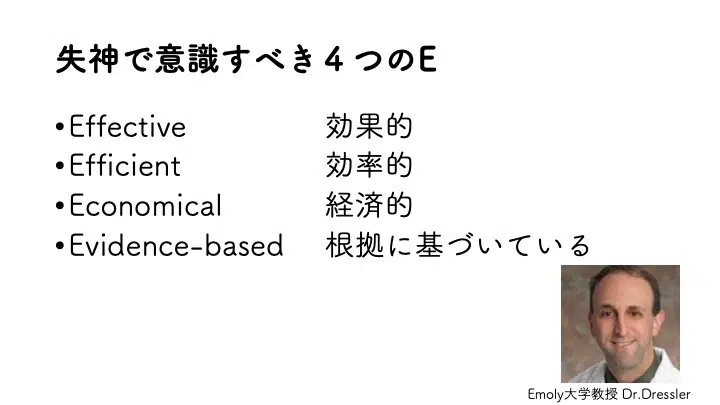 失神で意識すべき4つのE
•Effective 効果的
•Efficient 効率的
•Economical 経済的
•Evidence-based 根拠に基づいている
Emoly大学教授 Dr.Dressler